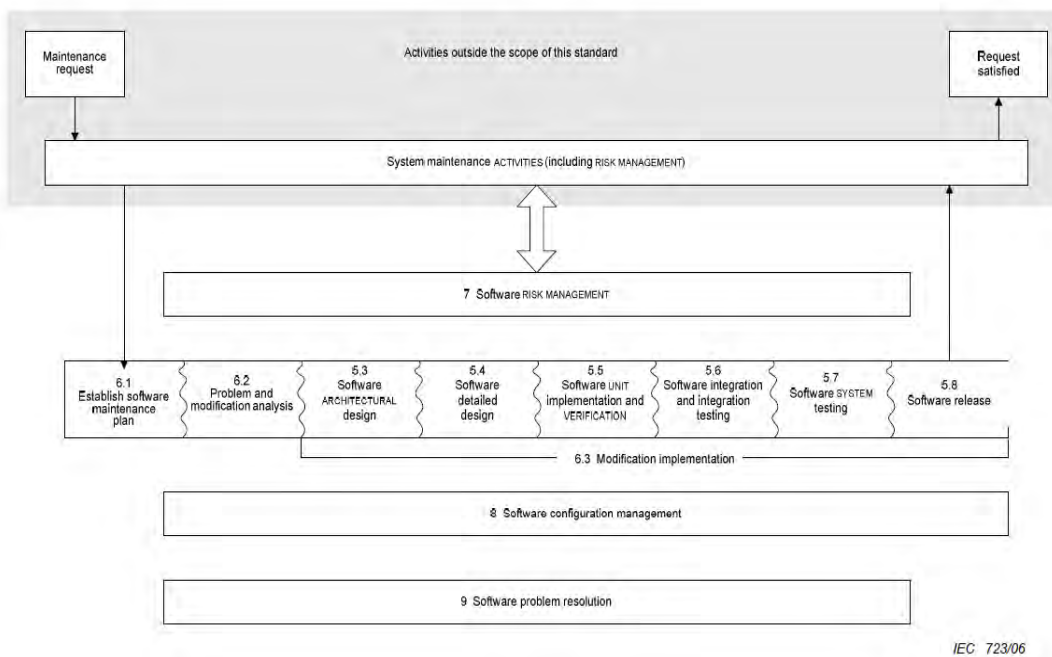 Maintenance
request
Activities outside the scope of this standard
Request
satisfied
System maintenance ACTIVITIES (including RISK MANAGEMENT)
7 Software RISK MANAGEMENT
6.1
Establish software
maintenance
plan
6.2
Problem and
modification analysis
5.3
Software
ARCHITECTURAL
design
5.4
Software
detailed
design
5.5
Software UNIT
implementation and
VERIFICATION
5.6
Software integration
and integration
testing
5.7
Software SYSTEM
testing
5.8
Software release
6.3 Modification implementation
8 Software configuration management
9 Software problem resolution
IEC 723/06